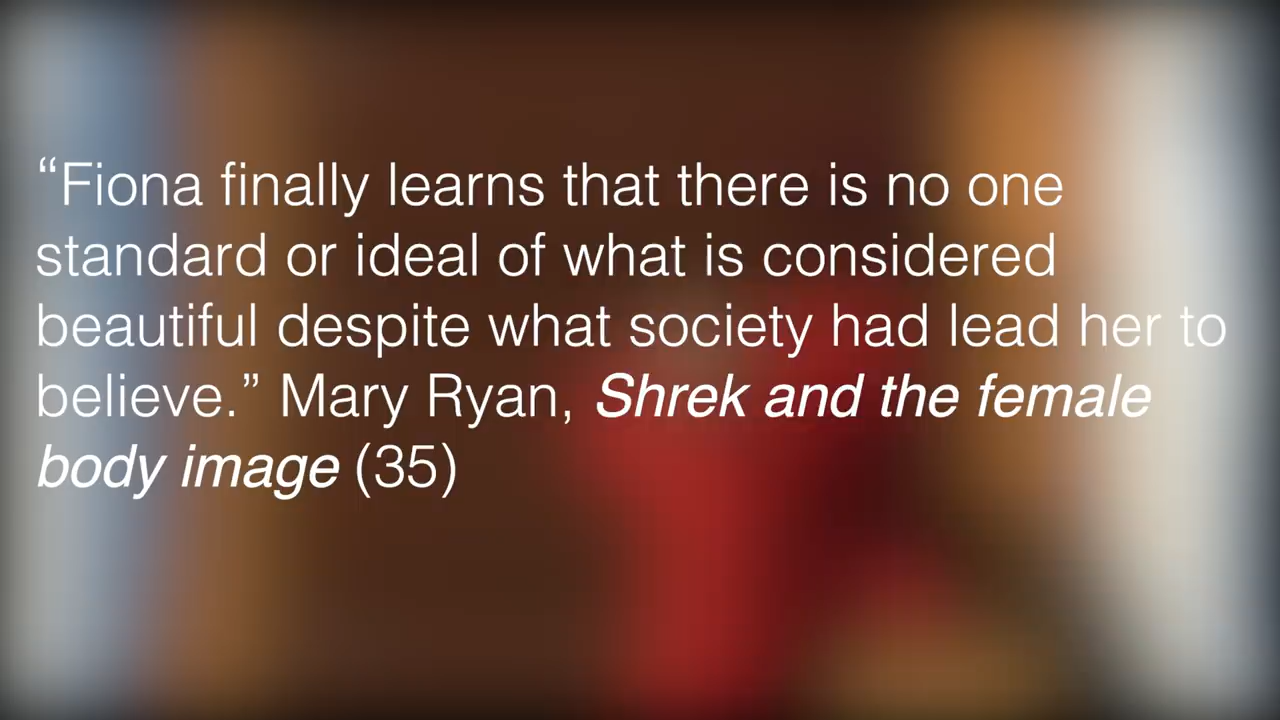 “Fiona finally learns that there is no one
standard or ideal of what is considered
beautiful despite what society had lead her to
believe.” Mary Ryan, Shrek and the female
body image (35)